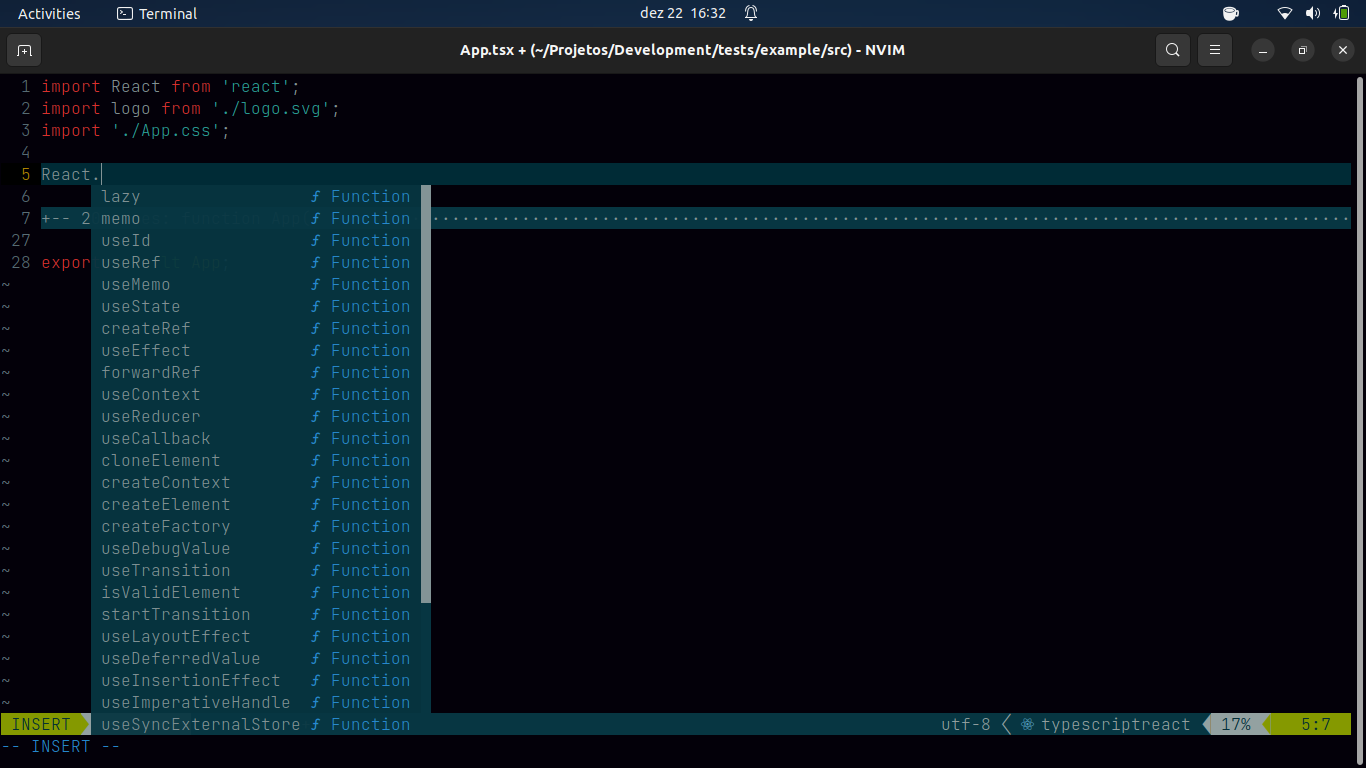 Activities Terminal dez 22 16:32
App.tsx + (~/Projetos/Development/tests/example/src) - NVIM
1 import React from 'react';
2 import logo from './logo.svg';
3 import './App.css';
4
5 React.
6 lazy ƒ Function
7 +-- 2 memo ƒ Function
27 useId ƒ Function
28 expor useRef ƒ Function
~ useMemo ƒ Function
~ useState ƒ Function
~ createRef ƒ Function
~ useEffect ƒ Function
~ forwardRef ƒ Function
~ useContext ƒ Function
~ useReducer ƒ Function
~ useCallback ƒ Function
~ cloneElement ƒ Function
~ createContext ƒ Function
~ createElement ƒ Function
~ createFactory ƒ Function
~ useDebugValue ƒ Function
~ useTransition ƒ Function
~ isValidElement ƒ Function
~ startTransition ƒ Function
~ useLayoutEffect ƒ Function
~ useDeferredValue ƒ Function
~ useInsertionEffect ƒ Function
~ useImperativeHandle ƒ Function
INSERT useSyncExternalStore ƒ Function utf-8 typescriptreact 17% 5:7
-- INSERT --